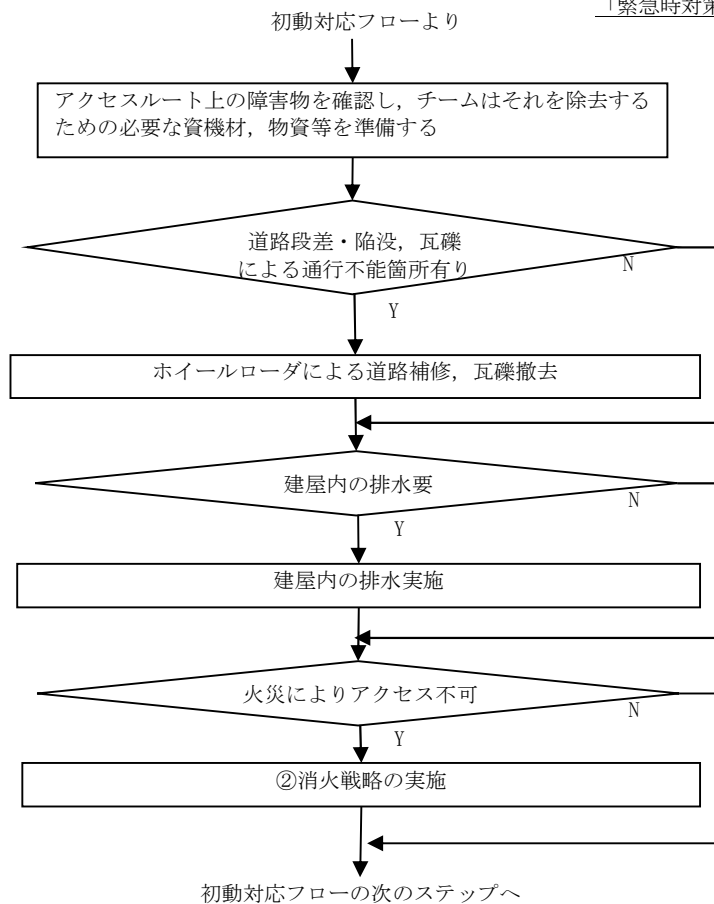 「緊急時対策
初動対応フローより
アクセスルート上の障害物を確認し，チームはそれを除去する
ための必要な資機材，物資等を準備する
道路段差・陥没，瓦礫
による通行不能箇所有り
N
Y
ホイールローダによる道路補修，瓦礫撤去
建屋内の排水要
N
Y
建屋内の排水実施
火災によりアクセス不可
N
Y
②消火戦略の実施
初動対応フローの次のステップへ